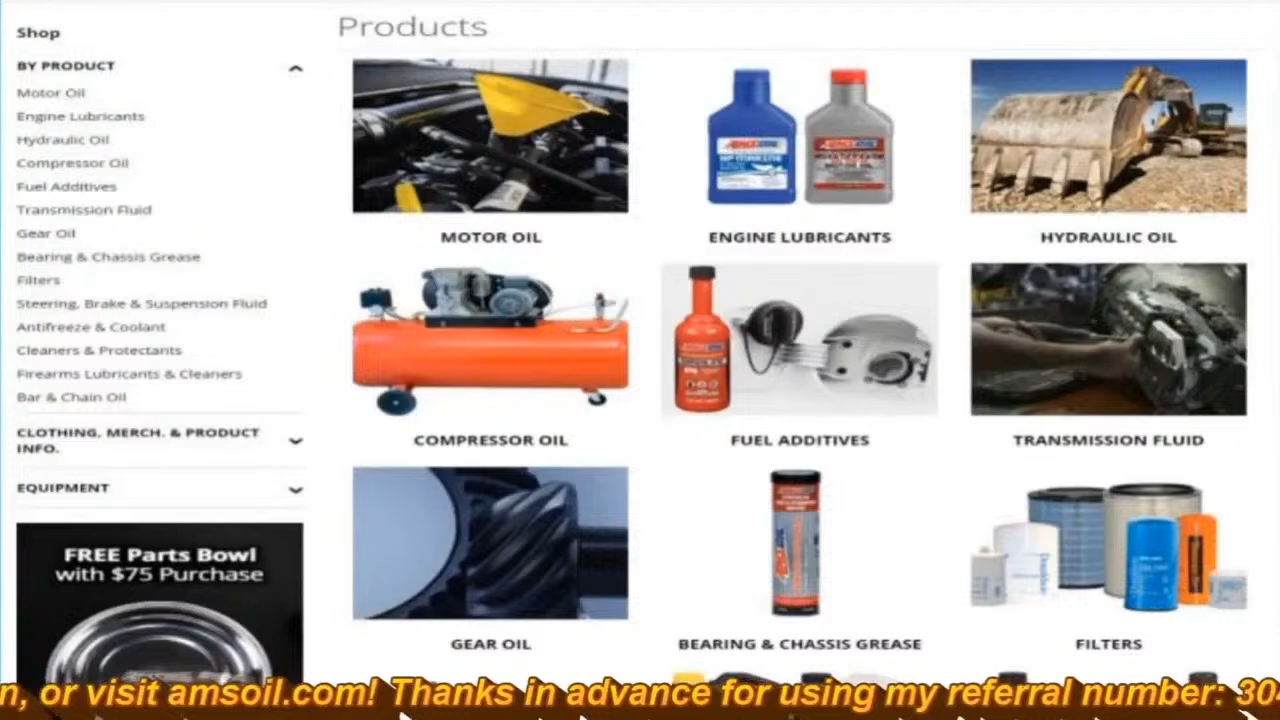 Products
Shop
BY PRODUCT
Motor Oil
Engine Lubricants
Hydraulic Oil
Compressor Oil
Fuel Additives
Transmission Fluid
Gear Oil
Bearing & Chassis Grease
Filters
Steering, Brake & Suspension Fluid
Antifreeze & Coolant
Cleaners & Protectants
Firearms Lubricants & Cleaners
Bar & Chain Oil
CLOTHING, MERCH. & PRODUCT
INFO.
EQUIPMENT
FREE Parts Bowl
with $75 Purchase
MOTOR OIL
ENGINE LUBRICANTS
HYDRAULIC OIL
COMPRESSOR OIL
FUEL ADDITIVES
TRANSMISSION FLUID
GEAR OIL
BEARING & CHASSIS GREASE
FILTERS
n, or visit amsoil.com! Thanks in advance for using my referral number: 304